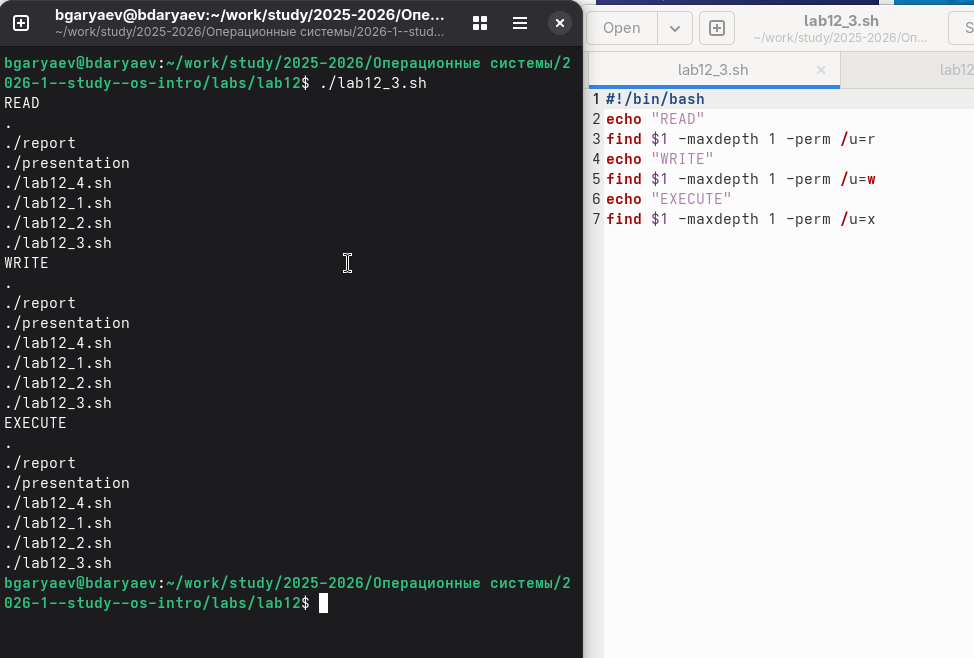 bgaryaev@bdaryaev:~/work/study/2025-2026/Опе...
~/work/study/2025-2026/Операционные системы/2026-1--stud...
bgaryaev@bdaryaev:~/work/study/2025-2026/Операционные системы/2
026-1--study--os-intro/labs/lab12$ ./lab12_3.sh
READ
.
./report
./presentation
./lab12_4.sh
./lab12_1.sh
./lab12_2.sh
./lab12_3.sh
WRITE
.
./report
./presentation
./lab12_4.sh
./lab12_1.sh
./lab12_2.sh
./lab12_3.sh
EXECUTE
.
./report
./presentation
./lab12_4.sh
./lab12_1.sh
./lab12_2.sh
./lab12_3.sh
bgaryaev@bdaryaev:~/work/study/2025-2026/Операционные системы/2
026-1--study--os-intro/labs/lab12$
Open
lab12_3.sh
~/work/study/2025-2026/Оп...
S
lab12_3.sh
lab12
1 #!/bin/bash
2 echo "READ"
3 find $1 -maxdepth 1 -perm /u=r
4 echo "WRITE"
5 find $1 -maxdepth 1 -perm /u=w
6 echo "EXECUTE"
7 find $1 -maxdepth 1 -perm /u=x